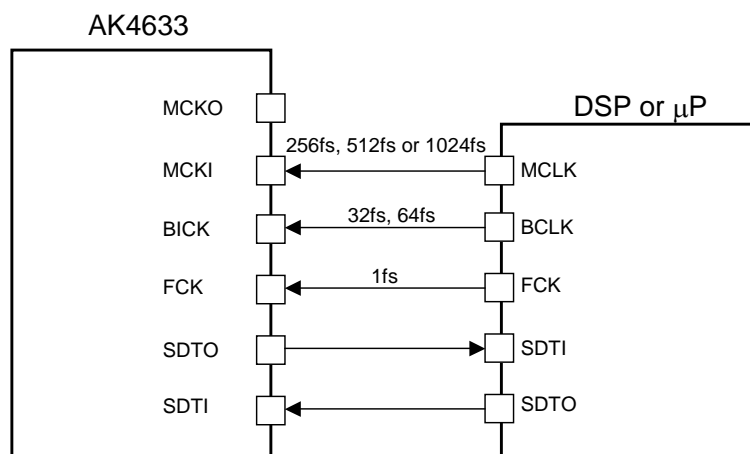 AK4633
DSP or μP
MCKO
256fs, 512fs or 1024fs
MCKI
MCLK
32fs, 64fs
BICK
BCLK
1fs
FCK
FCK
SDTO
SDTI
SDTI
SDTO